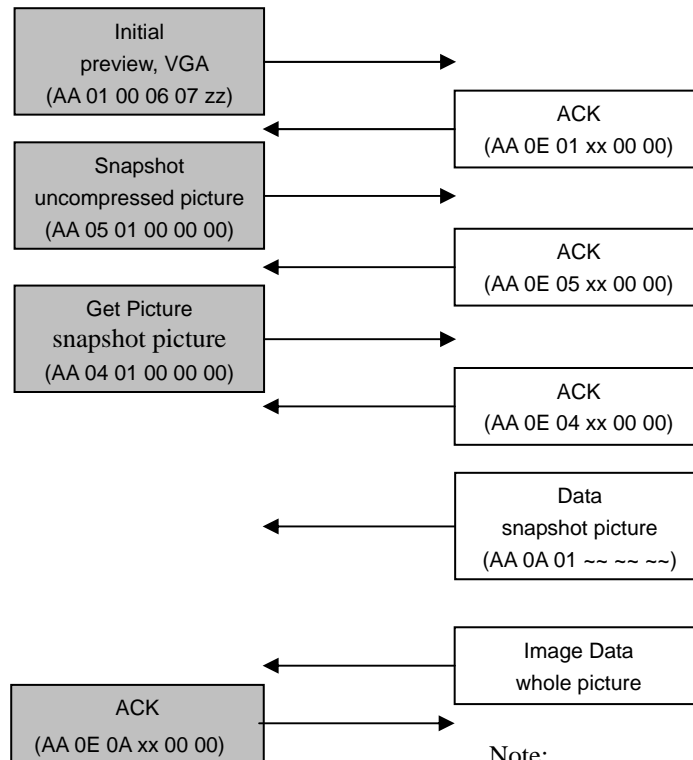 Initial
preview, VGA
(AA 01 00 06 07 zz)
ACK
(AA 0E 01 xx 00 00)
Snapshot
uncompressed picture
(AA 05 01 00 00 00)
ACK
(AA 0E 05 xx 00 00)
Get Picture
snapshot picture
(AA 04 01 00 00 00)
ACK
(AA 0E 04 xx 00 00)
Data
snapshot picture
(AA 0A 01 ~~ ~~ ~~)
Image Data
whole picture
ACK
(AA 0E 0A xx 00 00)
Note: